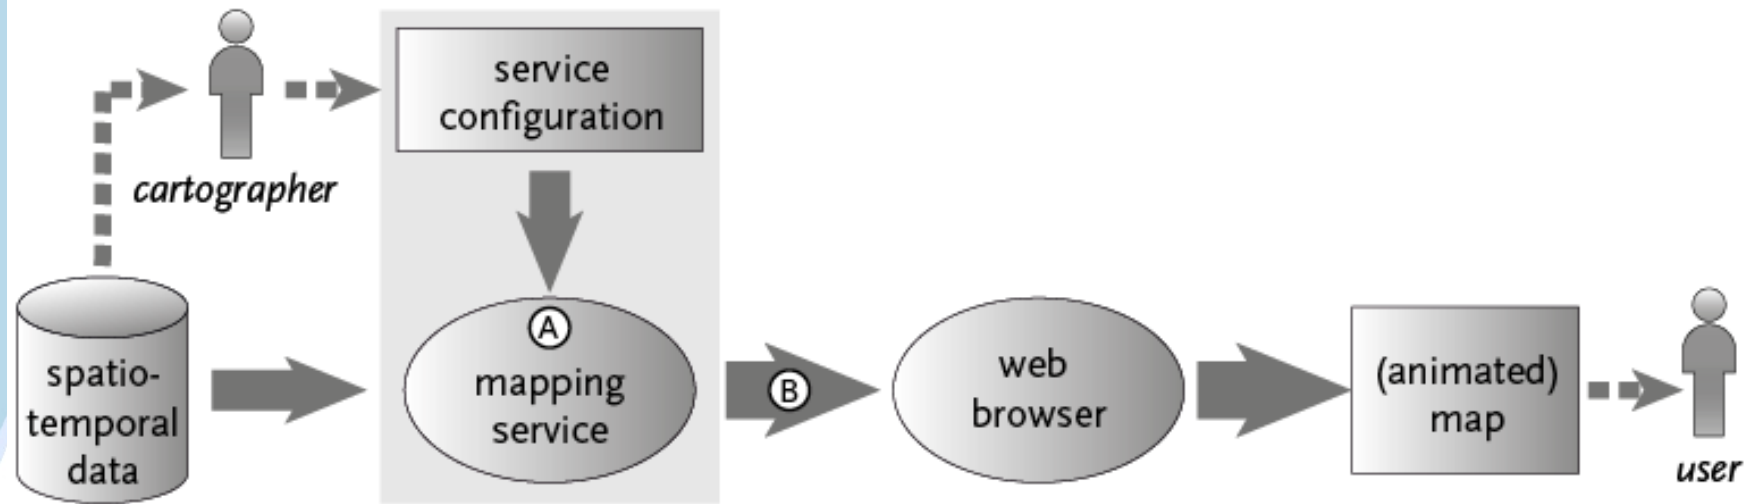 service
configuration
cartographer
A
mapping
service
spatio-
temporal
data
B
web
browser
(animated)
map
user